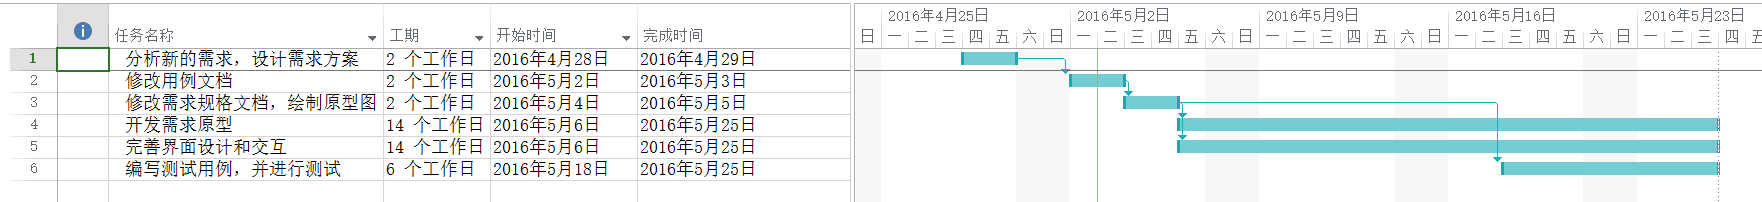 2016年4月25日 2016年5月2日 2016年5月9日 2016年5月16日 2016年5月23日
任务名称 工期 开始时间 完成时间 日 一 二 三 四 五 六 日 一 二 三 四 五 六 日 一 二 三 四 五 六 日 一 二 三 四 五 六 日 一 二 三 四 五
1 分析新的需求，设计需求方案 2 个工作日 2016年4月28日 2016年4月29日
2 修改用例文档 2 个工作日 2016年5月2日 2016年5月3日
3 修改需求规格文档，绘制原型图 2 个工作日 2016年5月4日 2016年5月5日
4 开发需求原型 14 个工作日 2016年5月6日 2016年5月25日
5 完善界面设计和交互 14 个工作日 2016年5月6日 2016年5月25日
6 编写测试用例，并进行测试 6 个工作日 2016年5月18日 2016年5月25日